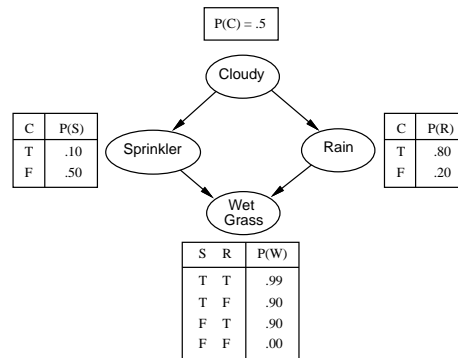 P(C) = .5
Cloudy
C P(S)
T .10
F .50
Sprinkler
Rain
C P(R)
T .80
F .20
Wet
Grass
S R P(W)
T T .99
T F .90
F T .90
F F .00